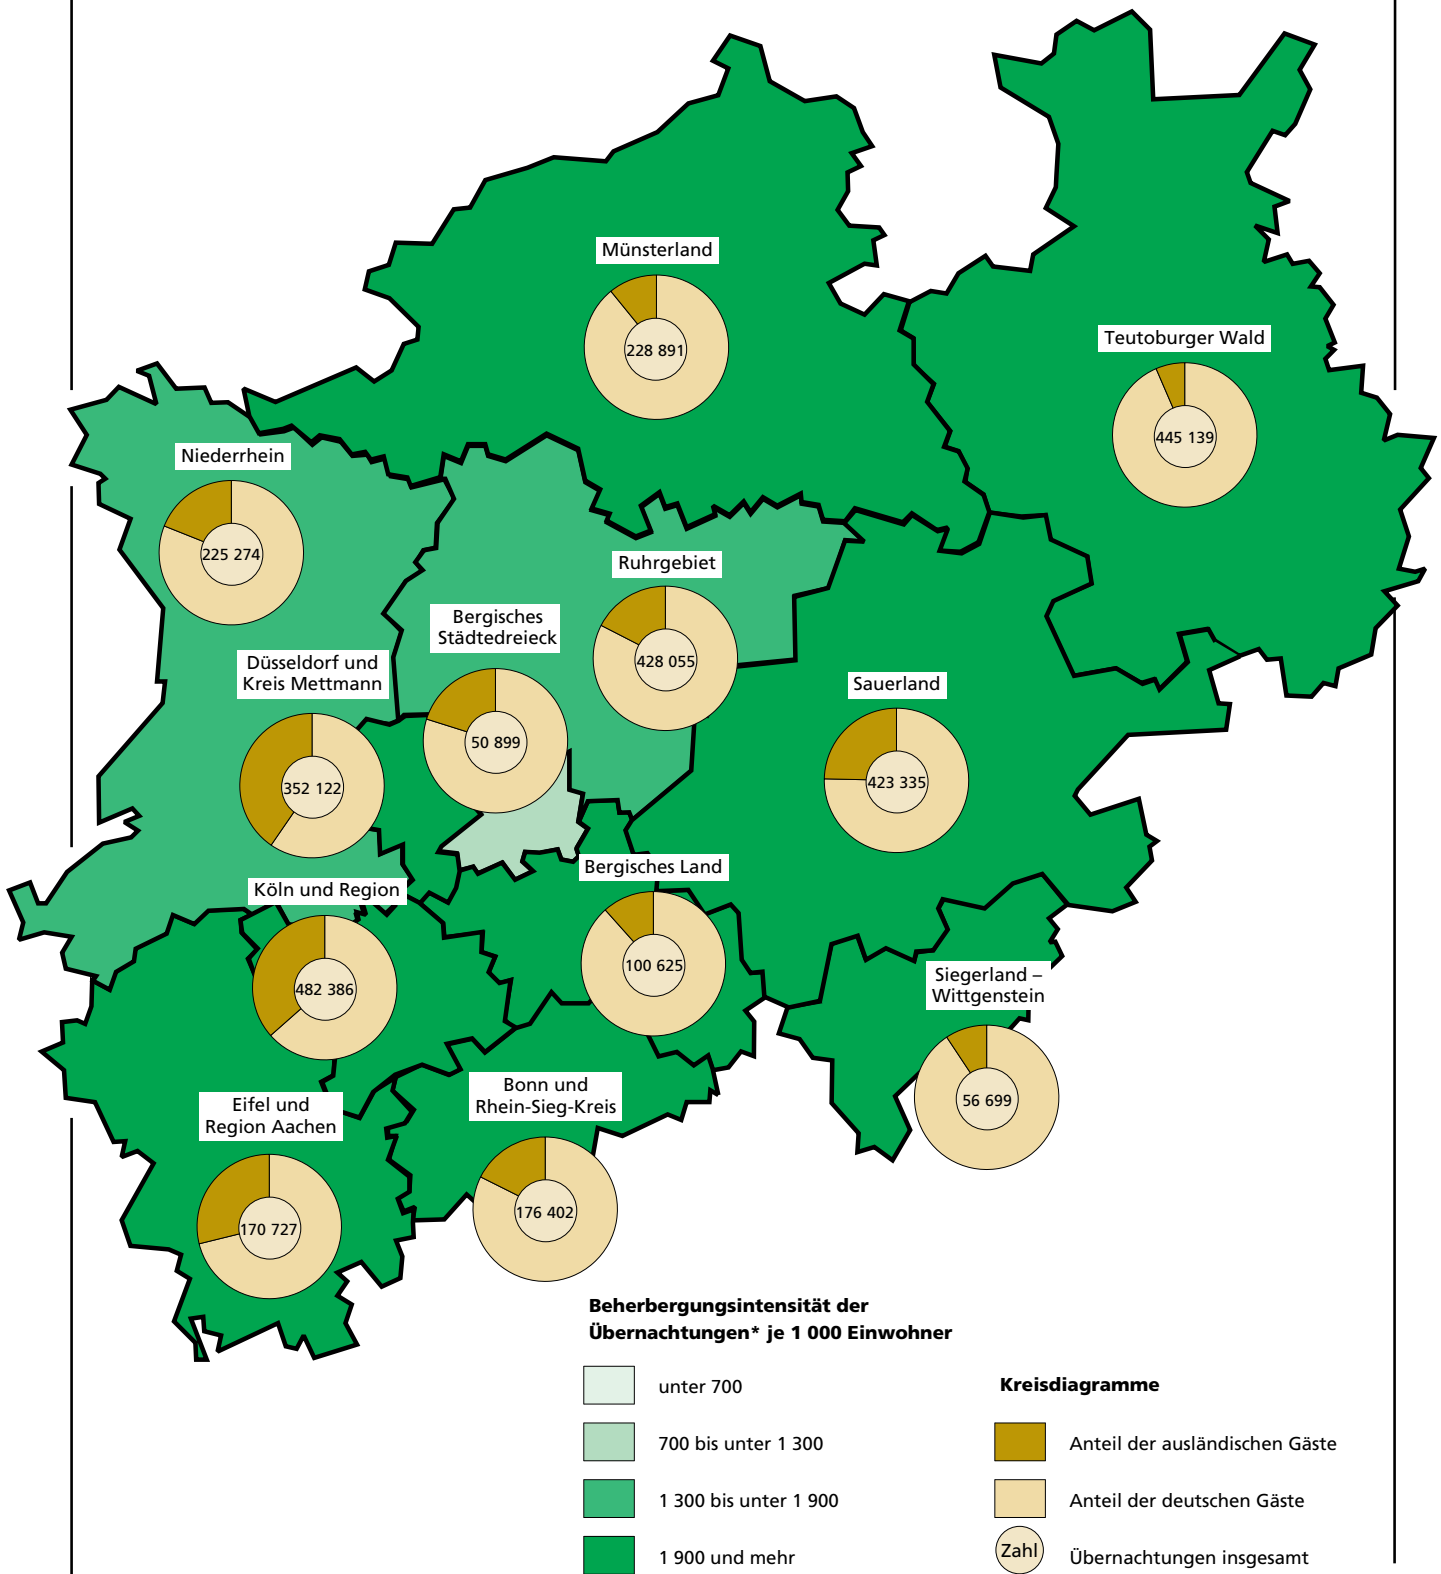 Münsterland
228 891
Teutoburger Wald
445 139
Niederrhein
225 274
Ruhrgebiet
428 055
Bergisches
Städtedreieck
50 899
Düsseldorf und
Kreis Mettmann
352 122
Sauerland
423 335
Bergisches Land
100 625
Köln und Region
482 386
Siegerland –
Wittgenstein
56 699
Bonn und
Rhein-Sieg-Kreis
176 402
Eifel und
Region Aachen
170 727
Beherbergungsintensität der
Übernachtungen* je 1 000 Einwohner
unter 700
700 bis unter 1 300
1 300 bis unter 1 900
1 900 und mehr
Kreisdiagramme
Anteil der ausländischen Gäste
Anteil der deutschen Gäste
Zahl
Übernachtungen insgesamt